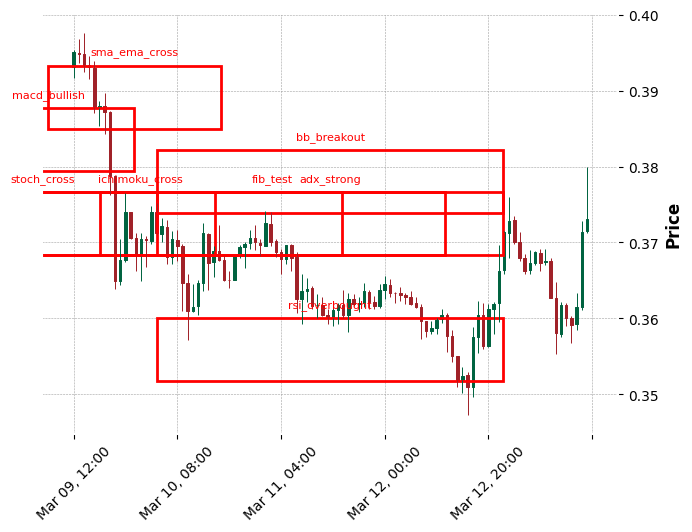 0.40
sma_ema_cross
macd_bullish
0.39
bb_breakout
0.38
stoch_cross
ichimoku_cross
fib_test
adx_strong
0.37
Price
rsi_overbought
0.36
0.35
Mar 09, 12:00
Mar 10, 08:00
Mar 11, 04:00
Mar 12, 00:00
Mar 12, 20:00